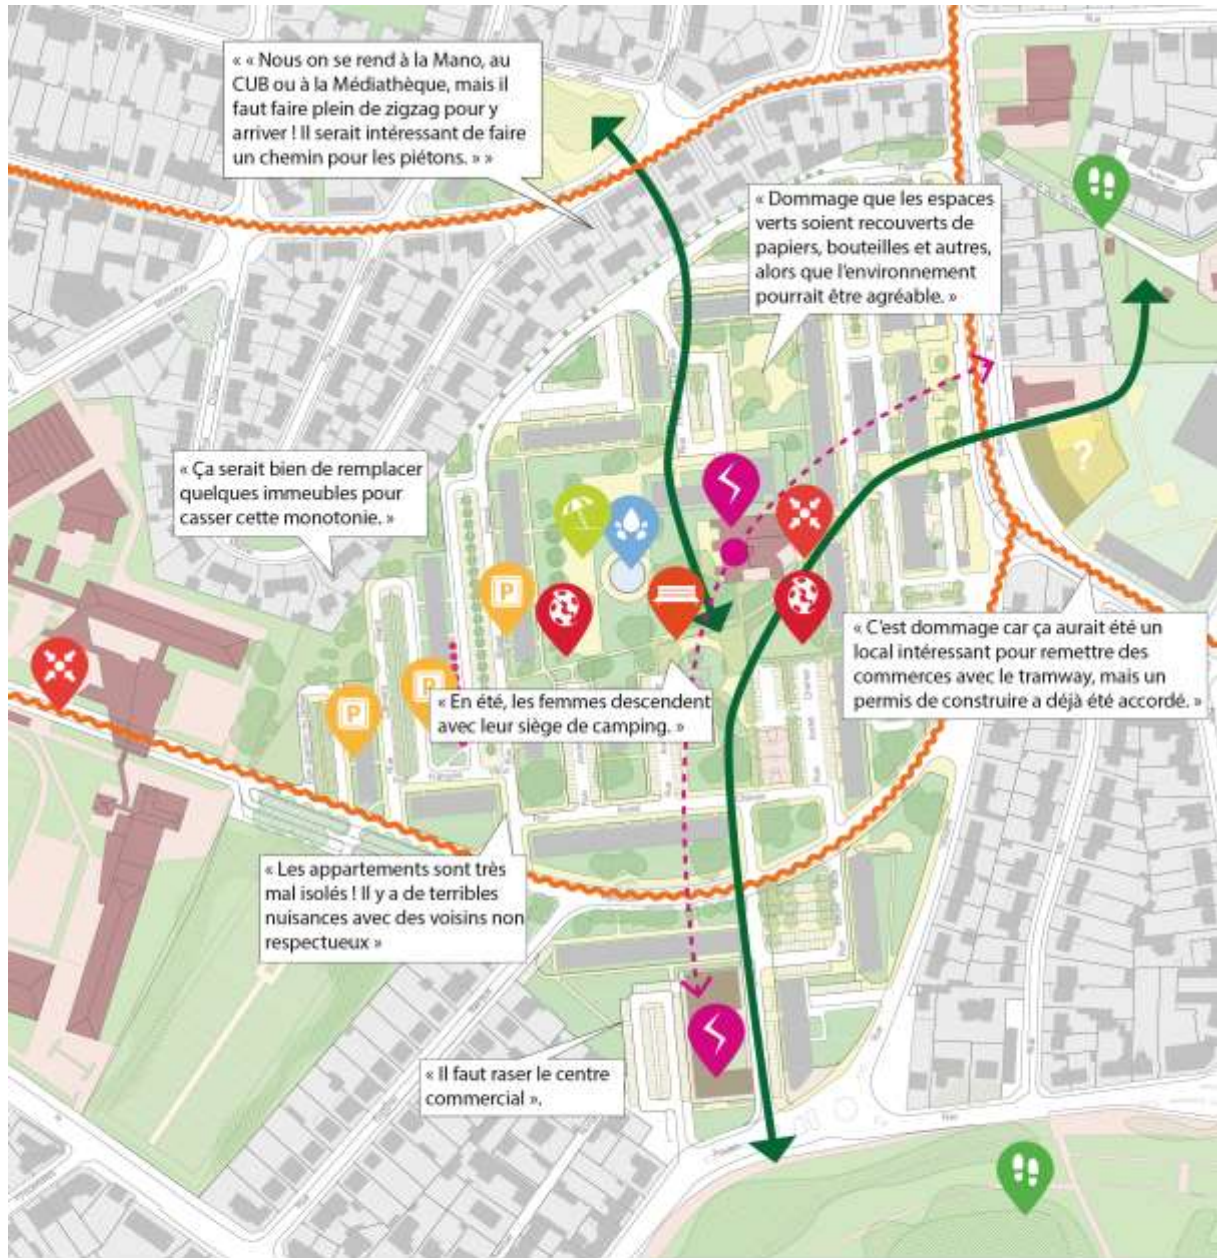 « « Nous on se rend à la Mano, au
CUB ou à la Médiathèque, mais il
faut faire plein de zigzag pour y
arriver ! Il serait intéressant de faire
un chemin pour les piétons. » »
« Dommage que les espaces
verts soient recouverts de
papiers, bouteilles et autres,
alors que l'environnement
pourrait être agréable. »
« Ça serait bien de remplacer
quelques immeubles pour
casser cette monotonie. »
?
P
P
P
« C'est dommage car ça aurait été un
local intéressant pour remettre des
commerces avec le tramway, mais un
permis de construire a déjà été accordé. »
« En été, les femmes descendent
avec leur siège de camping. »
« Les appartements sont très
mal isolés ! Il y a de terribles
nuisances avec des voisins non
respectueux »
« Il faut raser le centre
commercial ».